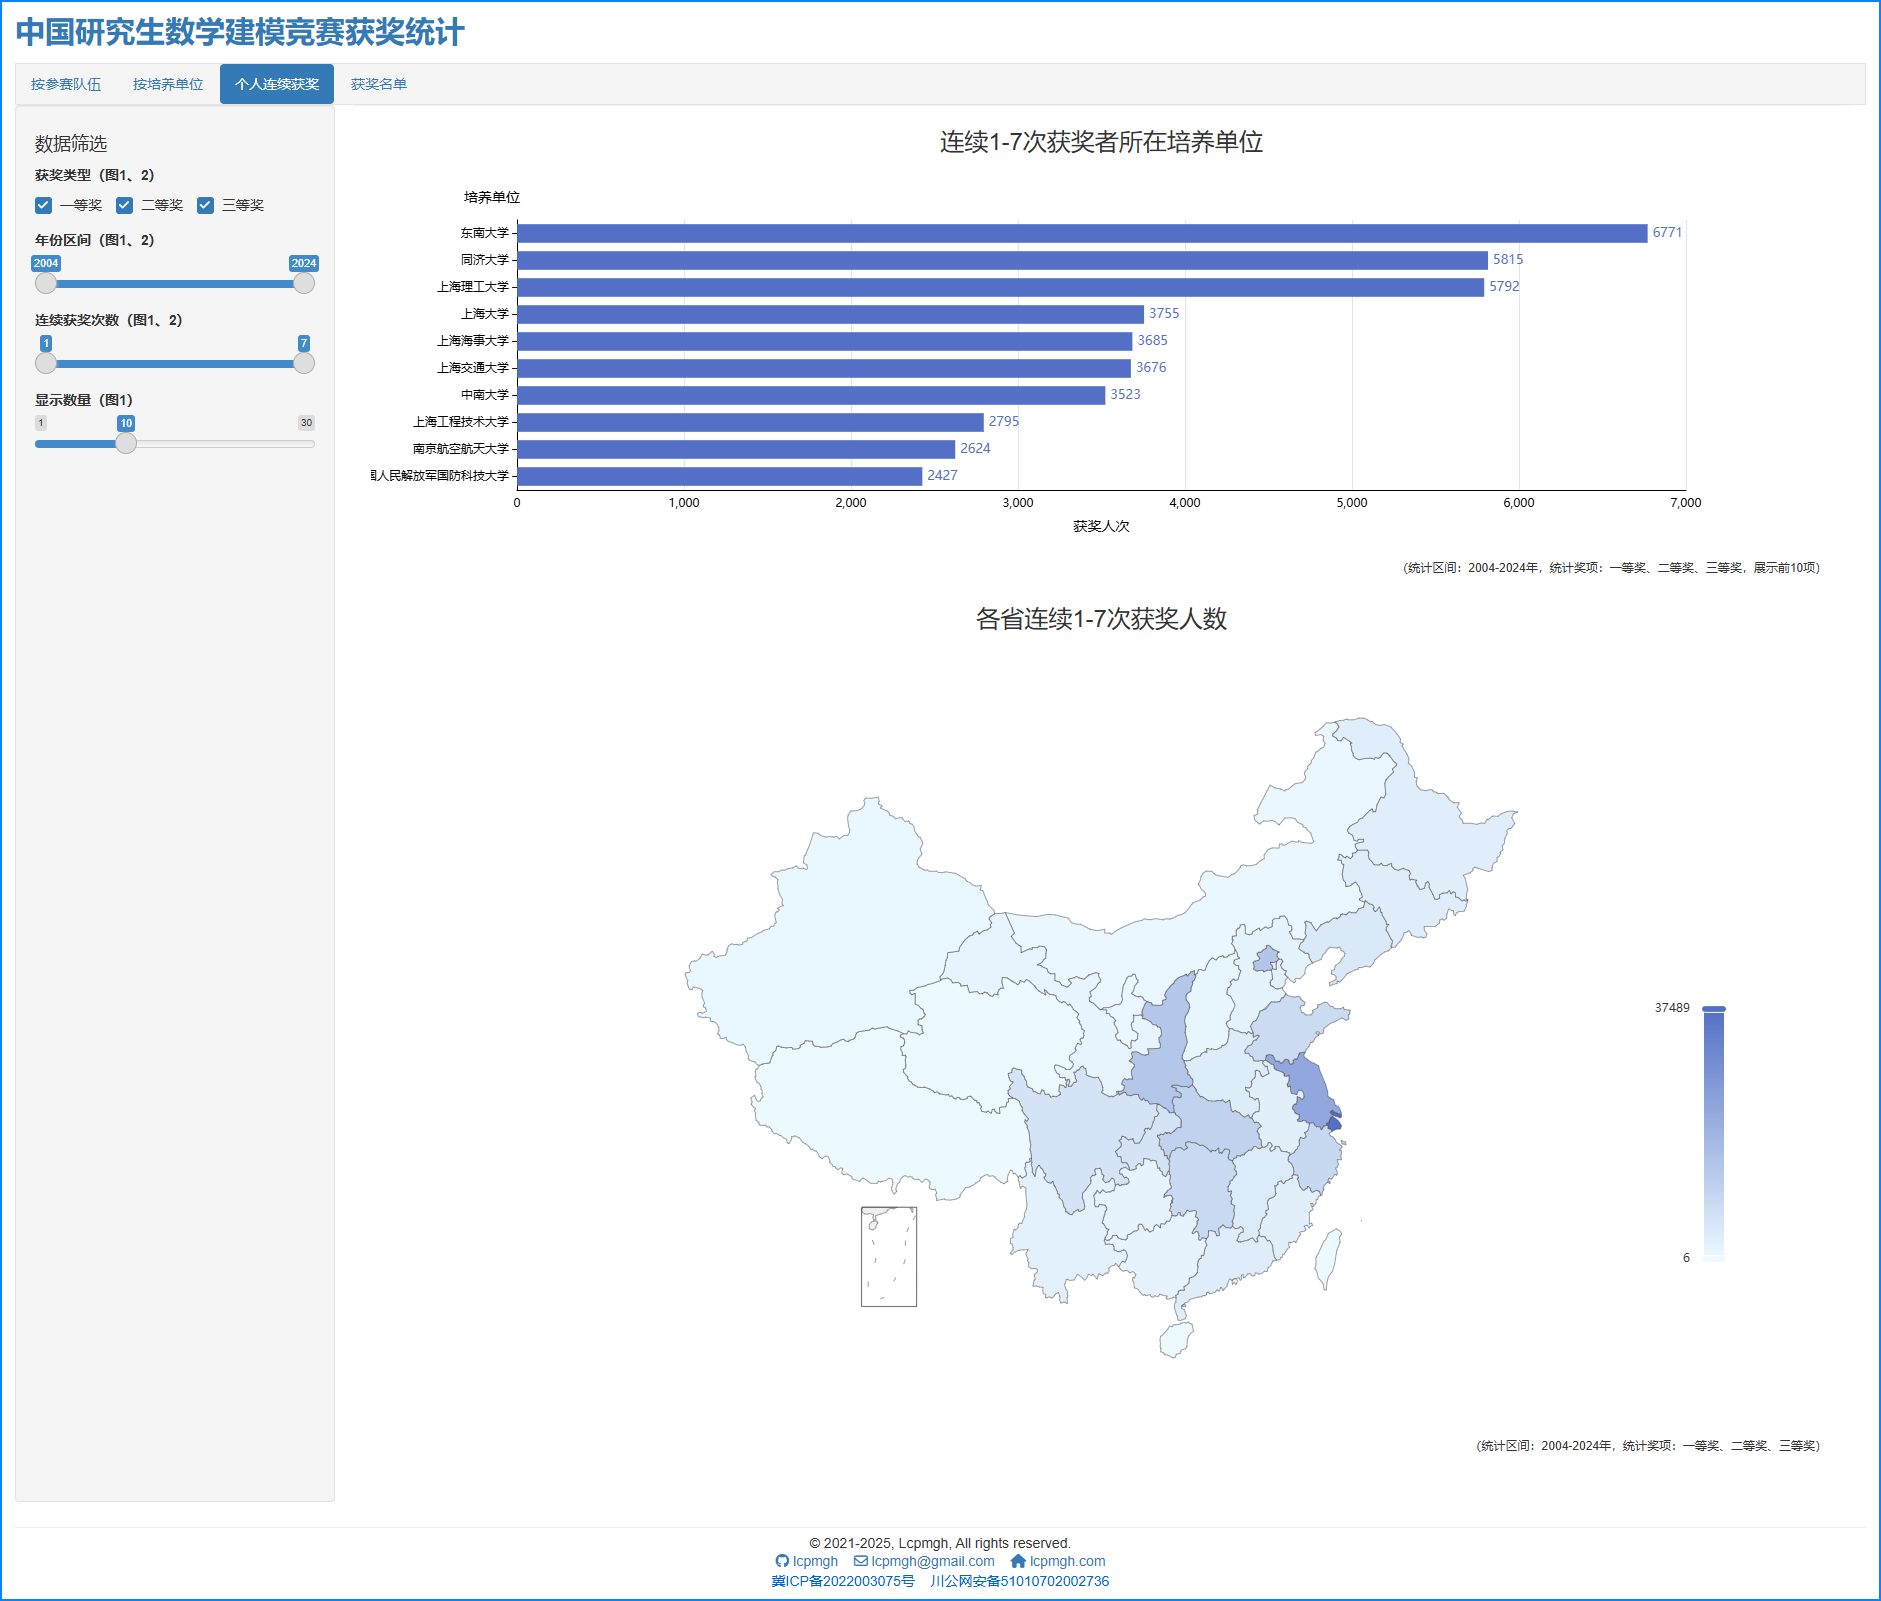 中国研究生数学建模竞赛获奖统计
按参赛队伍 按培养单位 个人连续获奖 获奖名单
数据筛选
获奖类型（图1、2）
一等奖 二等奖 三等奖
年份区间（图1、2）
2004 2024
连续获奖次数（图1、2）
1 7
显示数量（图1）
1 10 30
连续1-7次获奖者所在培养单位
培养单位
东南大学 6771
同济大学 5815
上海理工大学 5792
上海大学 3755
上海海事大学 3685
上海交通大学 3676
中南大学 3523
上海工程技术大学 2795
南京航空航天大学 2624
国人民解放军国防科技大学 2427
0 1,000 2,000 3,000 4,000 5,000 6,000 7,000
获奖人次
（统计区间：2004-2024年，统计奖项：一等奖、二等奖、三等奖，展示前10项）
各省连续1-7次获奖人数
37489
6
（统计区间：2004-2024年，统计奖项：一等奖、二等奖、三等奖）
© 2021-2025, Lcpmgh, All rights reserved.
lcpmgh lcpmgh@gmail.com lcpmgh.com
冀ICP备2022003075号 川公网安备51010702002736